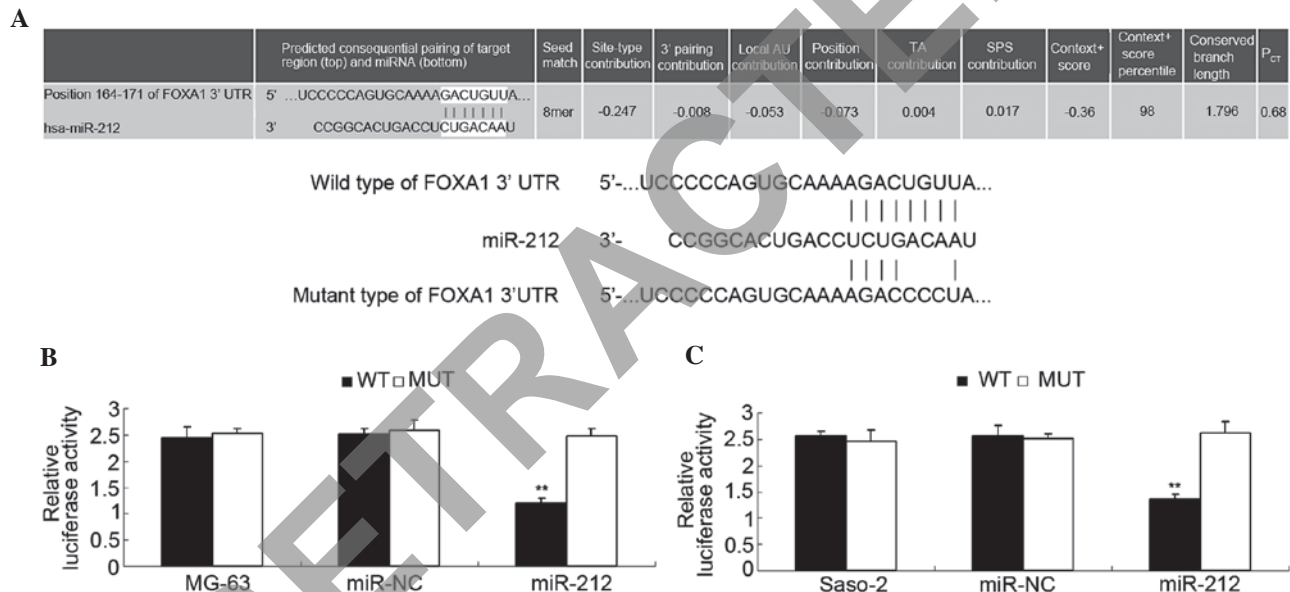 A
Predicted consequential pairing of target region (top) and miRNA (bottom)
Seed match
Site-type contribution
3' pairing contribution
Local AU contribution
Position contribution
TA contribution
SPS contribution
Context+ score
Context+ score percentile
Conserved branch length
PCT
Position 164-171 of FOXA1 3' UTR 5' ...UCCCCCAGUGCAAAAGACUGUUA...
hsa-miR-212 3' CCGGCACUGACCUCUGACAAU
8mer -0.247 -0.008 -0.053 -0.073 0.004 0.017 -0.36 98 1.796 0.68
Wild type of FOXA1 3' UTR 5'-...UCCCCCAGUGCAAAAGACUGUUA...
miR-212 3'- CCGGCACUGACCUCUGACAAU
Mutant type of FOXA1 3'UTR 5'-...UCCCCCAGUGCAAAAGACCCCUA...
B
WT MUT
Relative luciferase activity
3
2.5
2
1.5
1
0.5
0
**
MG-63 miR-NC miR-212
C
WT MUT
Relative luciferase activity
3
2.5
2
1.5
1
0.5
0
**
Saso-2 miR-NC miR-212
RETRACTE